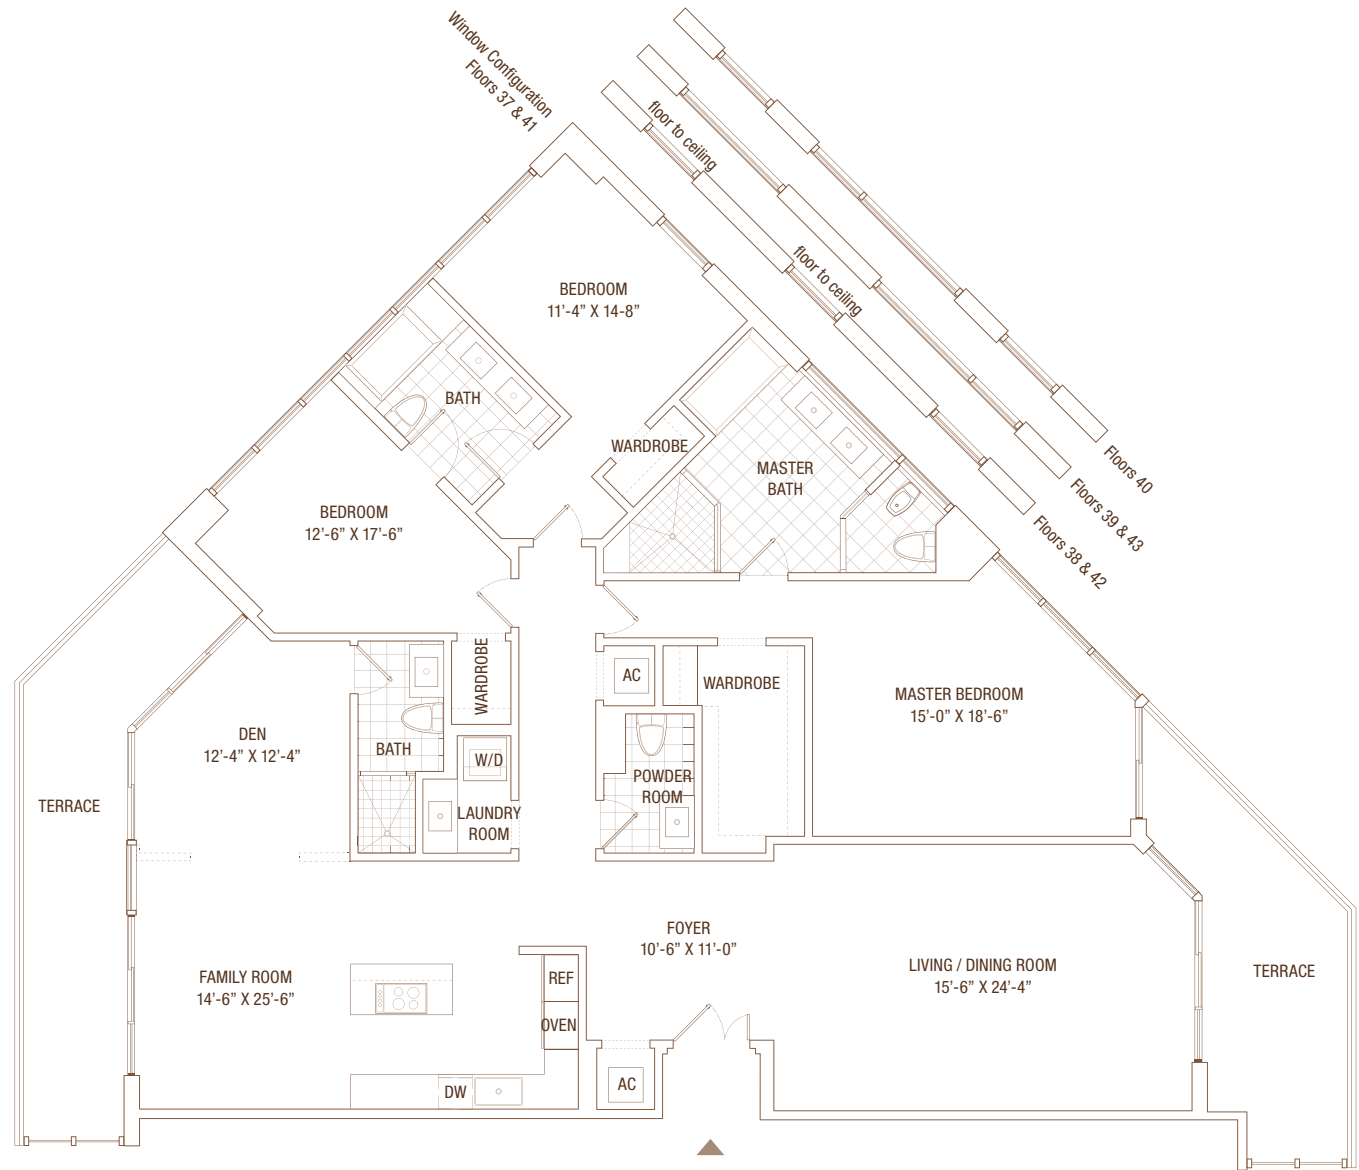 Window Configuration
Floors 37 & 41
floor to ceiling
floor to ceiling
Floors 40
Floors 39 & 43
Floors 38 & 42
BEDROOM
11'-4” X 14-8”
BATH
WARDROBE
MASTER
BATH
BEDROOM
12'-6” X 17'-6”
WARDROBE
AC
WARDROBE
MASTER BEDROOM
15'-0” X 18'-6”
DEN
12'-4” X 12'-4”
BATH
W/D
LAUNDRY
ROOM
POWDER
ROOM
TERRACE
FOYER
10'-6” X 11'-0”
FAMILY ROOM
14'-6” X 25'-6”
REF
OVEN
LIVING / DINING ROOM
15'-6” X 24'-4”
TERRACE
DW
AC